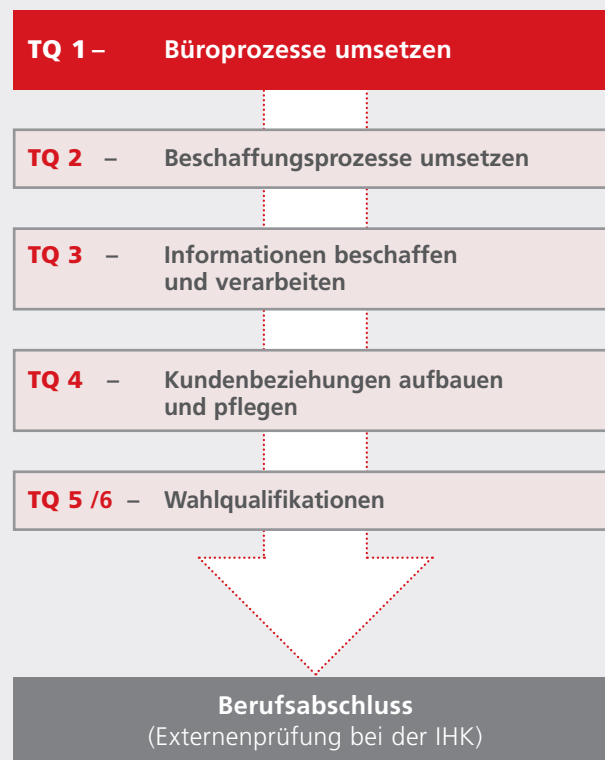 TQ 1 – Büroprozesse umsetzen
TQ 2 – Beschaffungsprozesse umsetzen
TQ 3 – Informationen beschaffen
und verarbeiten
TQ 4 – Kundenbeziehungen aufbauen
und pflegen
TQ 5 /6 – Wahlqualifikationen
Berufsabschluss
(Externenprüfung bei der IHK)